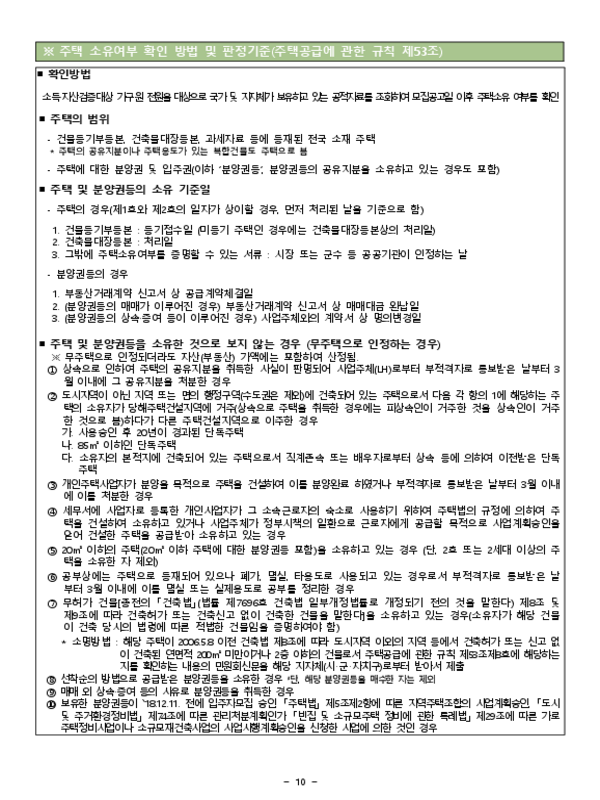 ※ 주택 소유여부 확인 방법 및 판정기준(주택공급에 관한 규칙 제53조)
■ 확인방법
소득·자산검증대상 가구원 전원을 대상으로 국가 및 지자체가 보유하고 있는 공적자료를 조회하여 모집공고일 이후 주택소유 여부를 확인
■ 주택의 범위
- 건물등기부등본, 건축물대장등본, 과세자료 등에 등재된 전국 소재 주택
* 주택의 공유지분이나 주택용도가 있는 복합건물도 주택으로 봄
- 주택에 대한 분양권 및 입주권(이하 '분양권등', 분양권등의 공유지분을 소유하고 있는 경우도 포함)
■ 주택 및 분양권등의 소유 기준일
- 주택의 경우(제1호와 제2호의 일자가 상이할 경우, 먼저 처리된 날을 기준으로 함)
1. 건물등기부등본 : 등기접수일 (미등기 주택인 경우에는 건축물대장등본상의 처리일)
2. 건축물대장등본 : 처리일
3. 그밖에 주택소유여부를 증명할 수 있는 서류 : 시장 또는 군수 등 공공기관이 인정하는 날
- 분양권등의 경우
1. 부동산거래계약 신고서 상 공급계약체결일
2. (분양권등의 매매가 이루어진 경우) 부동산거래계약 신고서 상 매매대금 완납일
3. (분양권등의 상속·증여 등이 이루어진 경우) 사업주체와의 계약서 상 명의변경일
■ 주택 및 분양권등을 소유한 것으로 보지 않는 경우 (무주택으로 인정하는 경우)
※ 무주택으로 인정되더라도 자산(부동산) 가액에는 포함하여 산정됨.
① 상속으로 인하여 주택의 공유지분을 취득한 사실이 판명되어 사업주체(LH)로부터 부적격자로 통보받은 날부터 3
월 이내에 그 공유지분을 처분한 경우
② 도시지역이 아닌 지역 또는 면의 행정구역(수도권은 제외)에 건축되어 있는 주택으로서 다음 각 항의 1에 해당하는 주
택의 소유자가 당해주택건설지역에 거주(상속으로 주택을 취득한 경우에는 피상속인이 거주한 것을 상속인이 거주
한 것으로 봄)하다가 다른 주택건설지역으로 이주한 경우
가. 사용승인 후 20년이 경과된 단독주택
나. 85㎡ 이하인 단독주택
다. 소유자의 본적지에 건축되어 있는 주택으로서 직계존속 또는 배우자로부터 상속 등에 의하여 이전받은 단독
주택
③ 개인주택사업자가 분양을 목적으로 주택을 건설하여 이를 분양완료 하였거나 부적격자로 통보받은 날부터 3월 이내
에 이를 처분한 경우
④ 세무서에 사업자로 등록한 개인사업자가 그 소속근로자의 숙소로 사용하기 위하여 주택법의 규정에 의하여 주
택을 건설하여 소유하고 있거나 사업주체가 정부시책의 일환으로 근로자에게 공급할 목적으로 사업계획승인을
얻어 건설한 주택을 공급받아 소유하고 있는 경우
⑤ 20㎡ 이하의 주택(20㎡ 이하 주택에 대한 분양권등 포함)을 소유하고 있는 경우 (단, 2호 또는 2세대 이상의 주
택을 소유한 자 제외)
⑥ 공부상에는 주택으로 등재되어 있으나 폐가, 멸실, 타용도로 사용되고 있는 경우로서 부적격자로 통보받은 날
부터 3월 이내에 이를 멸실 또는 실제용도로 공부를 정리한 경우
⑦ 무허가 건물[종전의 「건축법」(법률 제7696호 건축법 일부개정법률로 개정되기 전의 것을 말한다) 제8조 및
제9조에 따라 건축허가 또는 건축신고 없이 건축한 건물을 말한다]을 소유하고 있는 경우(소유자가 해당 건물
이 건축 당시의 법령에 따른 적법한 건물임을 증명하여야 함)
* 소명방법 : 해당 주택이 2006.5.8 이전 건축법 제8조에 따라 도시지역 이외의 지역 등에서 건축허가 또는 신고 없
이 건축된 연면적 200㎡ 미만이거나 2층 이하의 건물로서 주택공급에 관한 규칙 제53조제8호에 해당하는
지를 확인하는 내용의 민원회신문을 해당 지자체(시·군·자치구)로부터 받아서 제출
⑧ 선착순의 방법으로 공급받은 분양권등을 소유한 경우 *단, 해당 분양권등을 매수한 자는 제외
⑨ 매매 외 상속·증여 등의 사유로 분양권등을 취득한 경우
⑩ 보유한 분양권등이 '18.12.11. 전에 입주자모집 승인 「주택법」제5조제2항에 따른 지역주택조합의 사업계획승인 「도시
및 주거환경정비법」제74조에 따른 관리처분계획인가「빈집 및 소규모주택 정비에 관한 특례법」제29조에 따른 가로
주택정비사업이나 소규모재건축사업의 사업시행계획승인을 신청한 사업에 의한 것인 경우
- 10 -